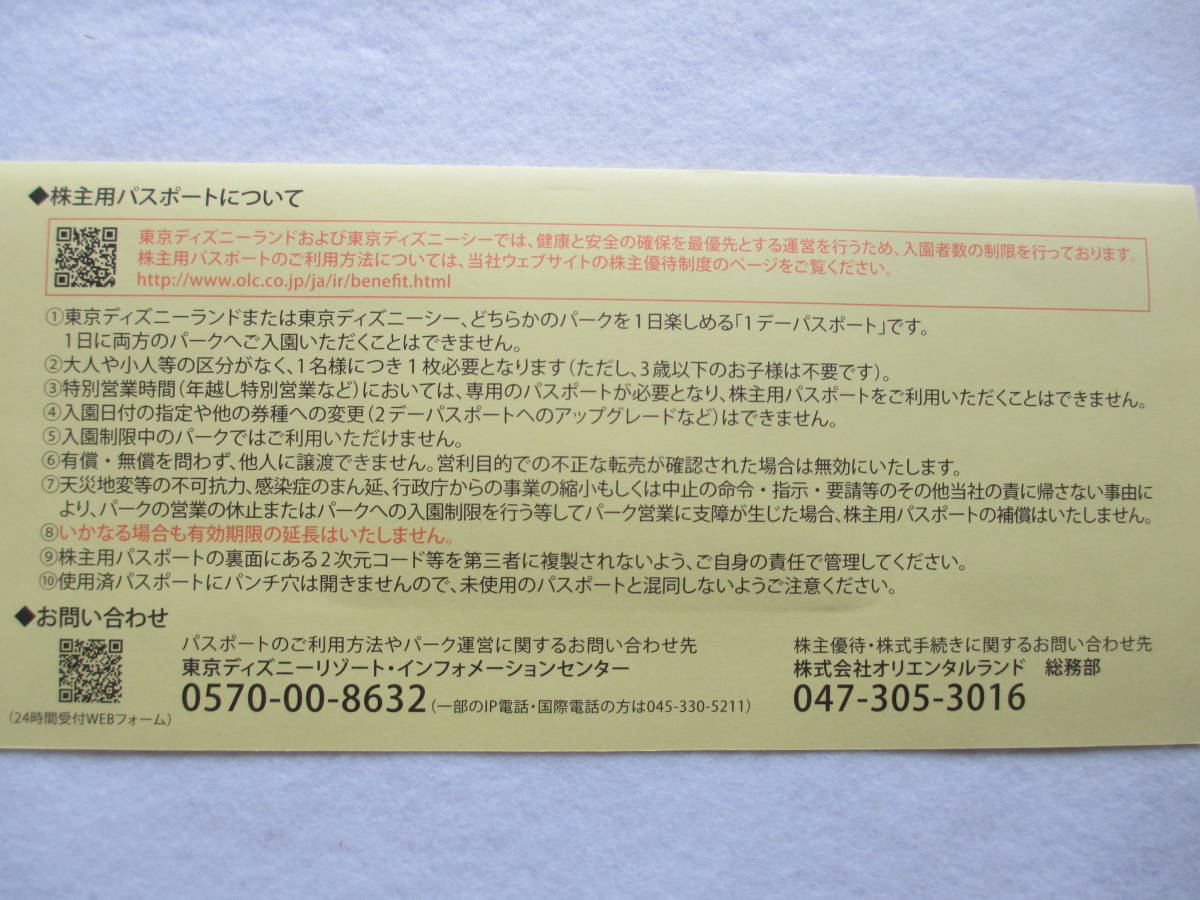 ◆株主用パスポートについて
東京ディズニーランドおよび東京ディズニーシーでは、健康と安全の確保を最優先とする運営を行うため、入園者数の制限を行っております。
株主用パスポートのご利用方法については、当社ウェブサイトの株主優待制度のページをご覧ください。
http://www.olc.co.jp/ja/ir/benefit.html
①東京ディズニーランドまたは東京ディズニーシー、どちらかのパークを1日楽しめる「1デーパスポート」です。
1日に両方のパークへご入園いただくことはできません。
②大人や小人等の区分がなく、1名様につき1枚必要となります(ただし、3歳以下のお子様は不要です)。
③特別営業時間(年越し特別営業など)においては、専用のパスポートが必要となり、株主用パスポートをご利用いただくことはできません。
④入園日付の指定や他の券種への変更(2デーパスポートへのアップグレードなど)はできません。
⑤入園制限中のパークではご利用いただけません。
⑥有償・無償を問わず、他人に譲渡できません。営利目的での不正な転売が確認された場合は無効にいたします。
⑦天災地変等の不可抗力、感染症のまん延、行政庁からの事業の縮小もしくは中止の命令・指示・要請等のその他当社の責に帰さない事由に
より、パークの営業の休止またはパークへの入園制限を行う等してパーク営業に支障が生じた場合、株主用パスポートの補償はいたしません。
⑧いかなる場合も有効期限の延長はいたしません。
⑨株主用パスポートの裏面にある2次元コード等を第三者に複製されないよう、ご自身の責任で管理してください。
⑩使用済パスポートにパンチ穴は開きませんので、未使用のパスポートと混同しないようご注意ください。
◆お問い合わせ
(24時間受付WEBフォーム)
パスポートのご利用方法やパーク運営に関するお問い合わせ先
東京ディズニーリゾート・インフォメーションセンター
0570-00-8632(一部のIP電話・国際電話の方は045-330-5211)
株主優待・株式手続きに関するお問い合わせ先
株式会社オリエンタルランド 総務部
047-305-3016